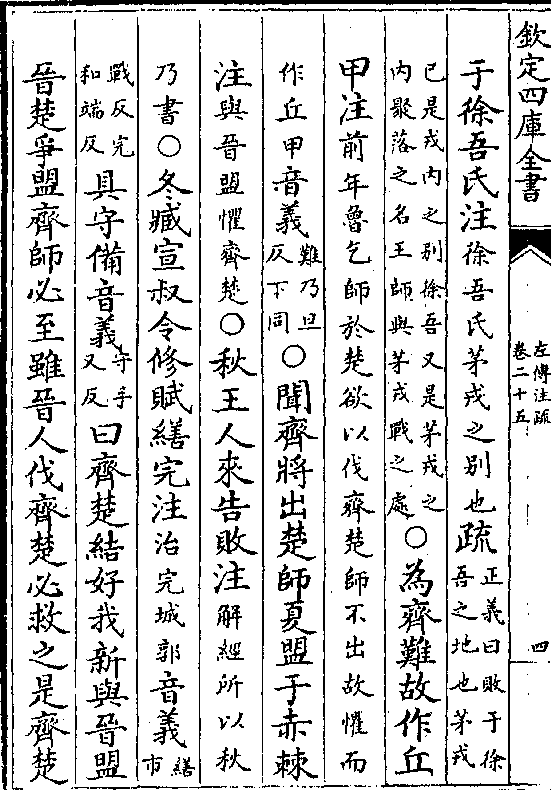 欽定四庫全書
左傳注疏
卷二十五
四
于徐吾氏注徐吾氏茅戎之别也疏正義曰敗于徐
吾之地也茅戎
已是戎内之别徐吾又是茅戎之
内聚落之名王師與茅戎戰之處○為齊難故作丘
甲注前年魯乞師於楚欲以伐齊楚師不出故懼而
作丘甲音義難乃旦
反下同○聞齊將出楚師夏盟于赤棘
注與晉盟懼齊楚○秋王人來告敗注解經所以秋
乃書○冬臧宣叔令修賦繕完注治完城郭音義繕
市
戰反完
和端反具守備音義守手
又反曰齊楚結好我新與晉盟
晉楚爭盟齊師必至雖晉人伐齊楚必救之是齊楚